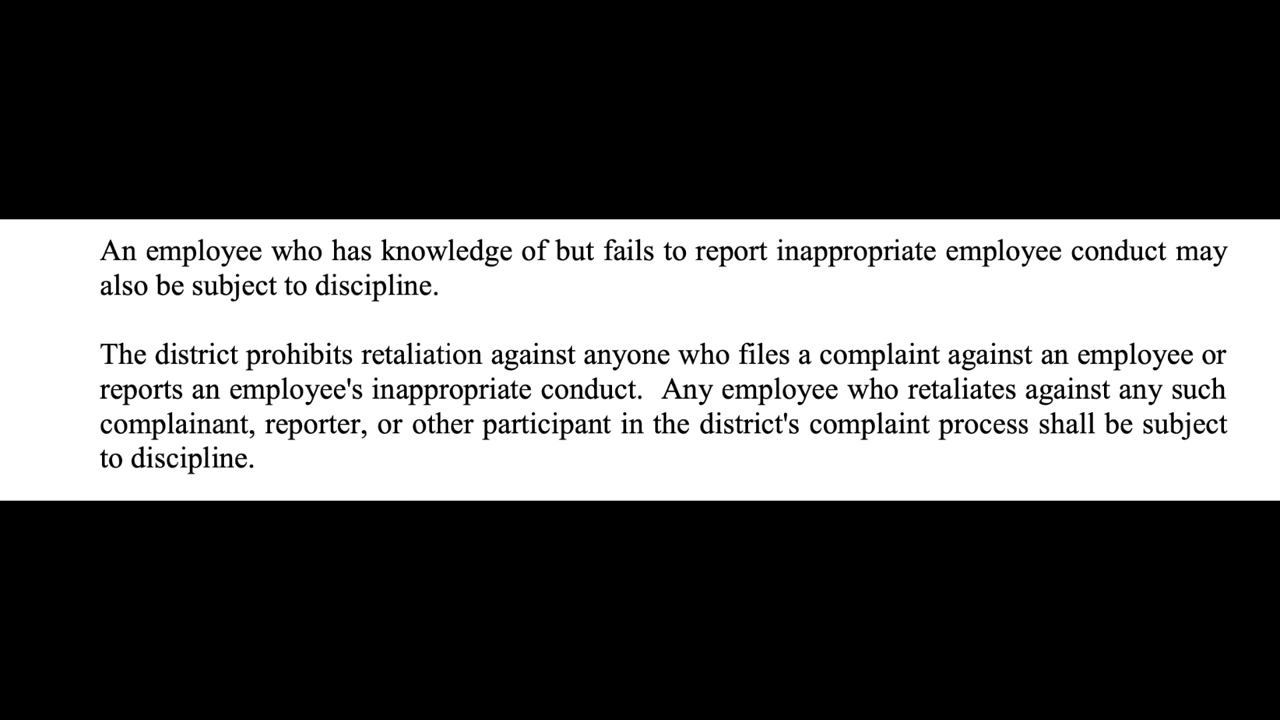 An employee who has knowledge of but fails to report inappropriate employee conduct may
also be subject to discipline.
The district prohibits retaliation against anyone who files a complaint against an employee or
reports an employee's inappropriate conduct.  Any employee who retaliates against any such
complainant, reporter, or other participant in the district's complaint process shall be subject
to discipline.